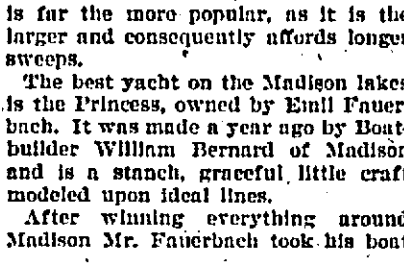 is far the more popular, as it is the
larger and consequently affords longer
sweeps.
The best yacht on the Madison lakes
is the Princess, owned by Emil Fauer-
bach. It was made a year ago by Boat-
builder William Bernard of Madison
and is a stanch, graceful little craft
modeled upon ideal lines.
After winning everything around
Madison Mr. Fauerbach took his boat